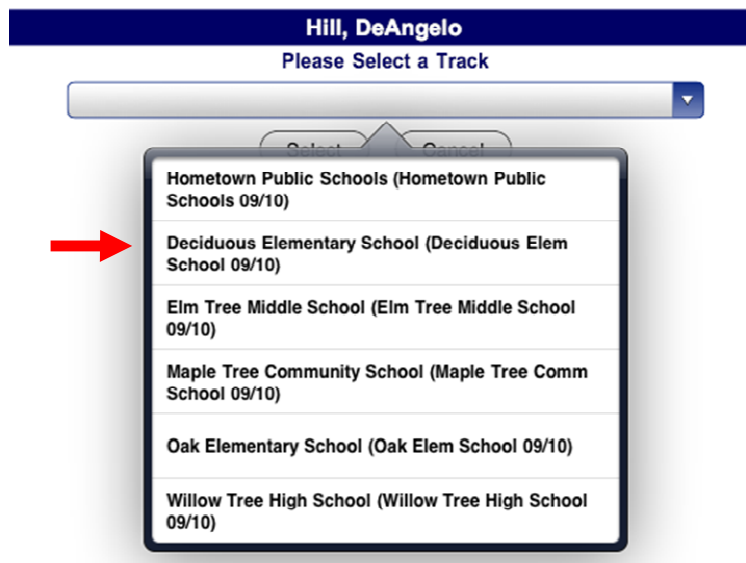 Hill, DeAngelo
Please Select a Track
Select Cancel
Hometown Public Schools (Hometown Public
Schools 09/10)
Deciduous Elementary School (Deciduous Elem
School 09/10)
Elm Tree Middle School (Elm Tree Middle School
09/10)
Maple Tree Community School (Maple Tree Comm
School 09/10)
Oak Elementary School (Oak Elem School 09/10)
Willow Tree High School (Willow Tree High School
09/10)